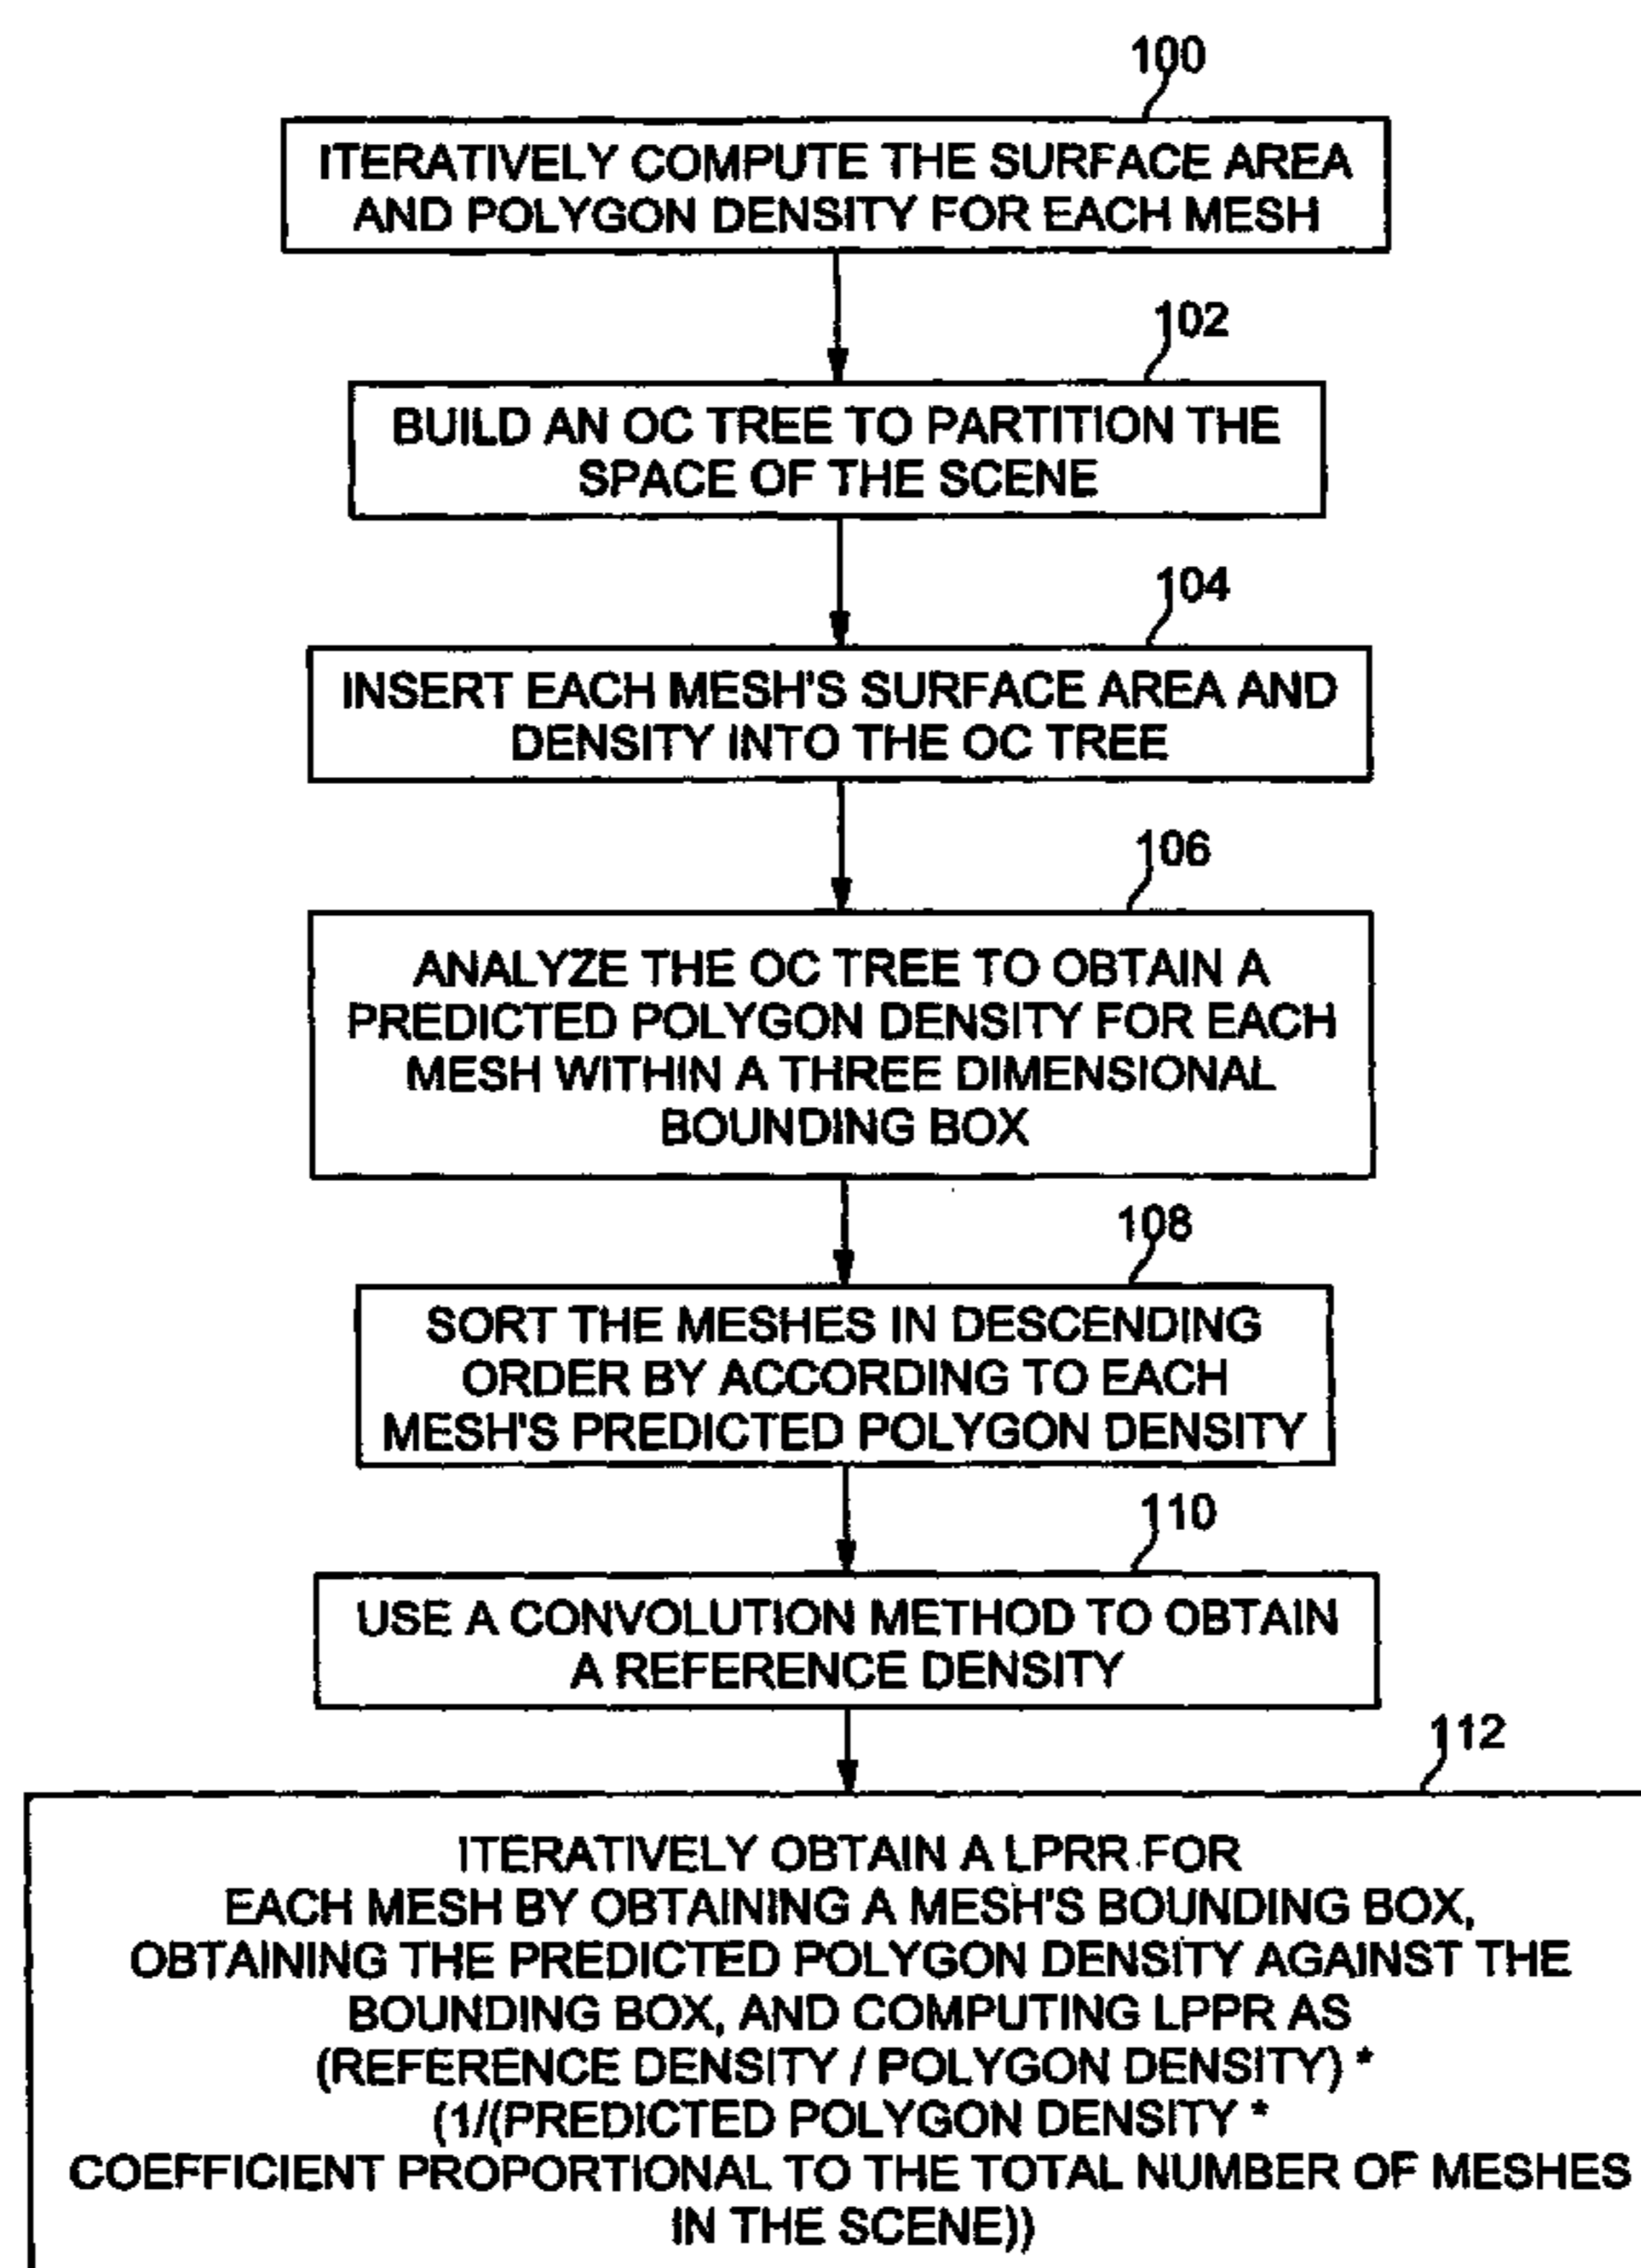 100
ITERATIVELY COMPUTE THE SURFACE AREA
AND POLYGON DENSITY FOR EACH MESH
102
BUILD AN OC TREE TO PARTITION THE
SPACE OF THE SCENE
104
INSERT EACH MESH'S SURFACE AREA AND
DENSITY INTO THE OC TREE
106
ANALYZE THE OC TREE TO OBTAIN A
PREDICTED POLYGON DENSITY FOR EACH
MESH WITHIN A THREE DIMENSIONAL
BOUNDING BOX
108
SORT THE MESHES IN DESCENDING
ORDER BY ACCORDING TO EACH
MESH'S PREDICTED POLYGON DENSITY
110
USE A CONVOLUTION METHOD TO OBTAIN
A REFERENCE DENSITY
112
ITERATIVELY OBTAIN A LPRR FOR
EACH MESH BY OBTAINING A MESH'S BOUNDING BOX,
OBTAINING THE PREDICTED POLYGON DENSITY AGAINST THE
BOUNDING BOX, AND COMPUTING LPPR AS
(REFERENCE DENSITY / POLYGON DENSITY) *
(1/(PREDICTED POLYGON DENSITY *
COEFFICIENT PROPORTIONAL TO THE TOTAL NUMBER OF MESHES
IN THE SCENE))